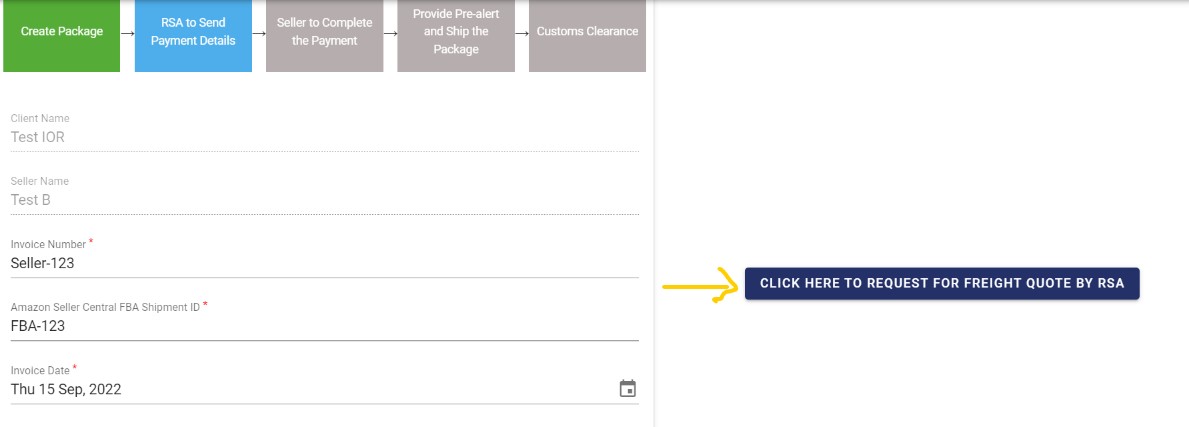 Create Package
RSA to Send
Payment Details
Seller to Complete
the Payment
Provide Pre-alert
and Ship the
Package
Customs Clearance
Client Name
Test IOR
Seller Name
Test B
Invoice Number *
Seller-123
Amazon Seller Central FBA Shipment ID *
FBA-123
Invoice Date *
Thu 15 Sep, 2022
CLICK HERE TO REQUEST FOR FREIGHT QUOTE BY RSA